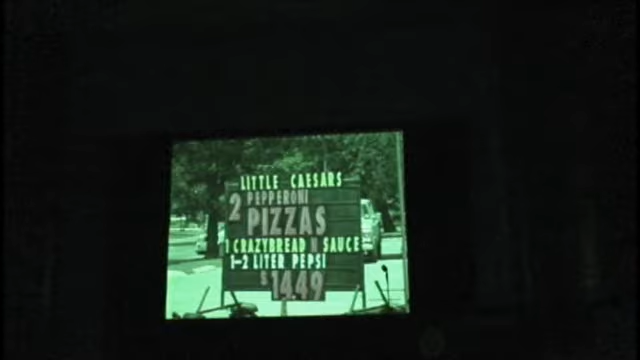 LITTLE CAESARS
2 PEPPERONI
PIZZAS
1 CRAZYBREAD N SAUCE
1-2 LITER PEPSI
$14.49